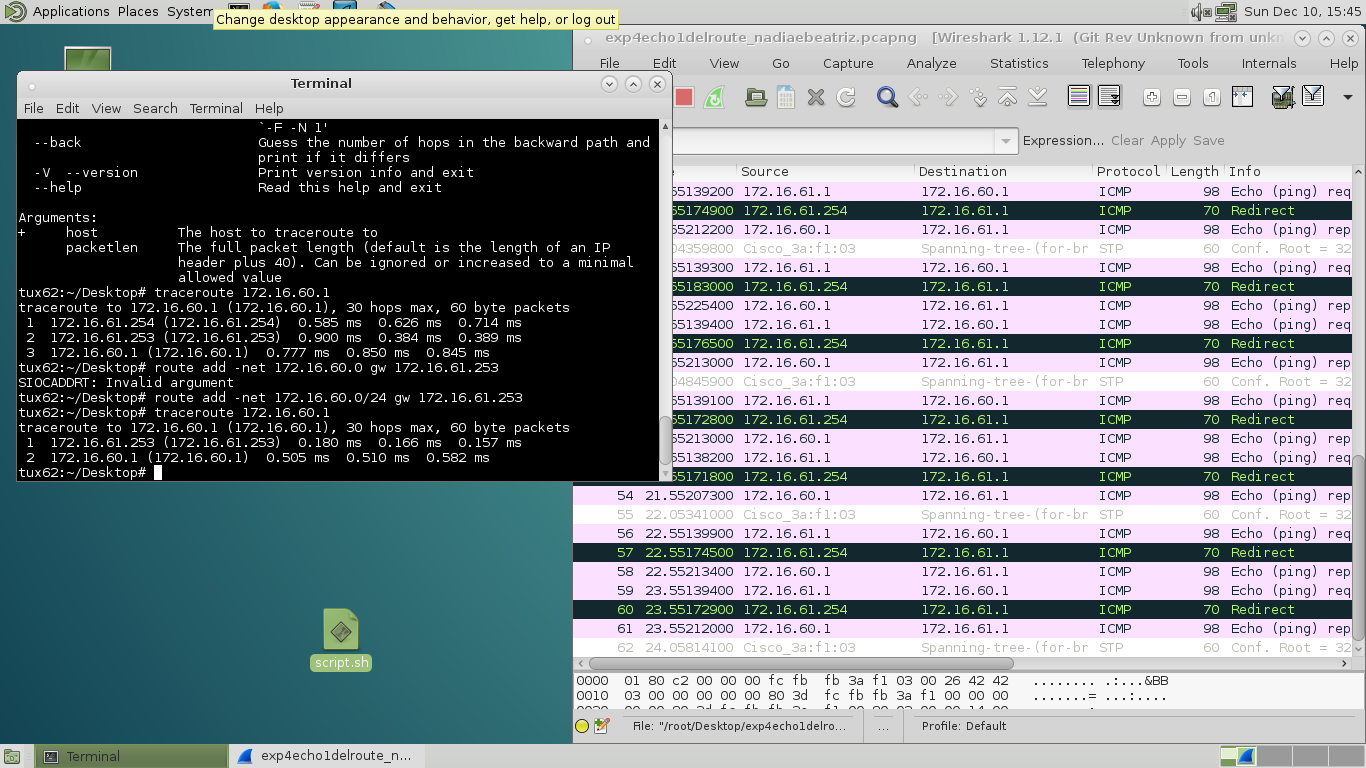 Applications Places System
Change desktop appearance and behavior, get help, or log out
Sun Dec 10, 15:45
exp4echo1delroute_nadiaebeatriz.pcapng [Wireshark 1.12.1 (Git Rev Unknown from unkn
File Edit View Go Capture Analyze Statistics Telephony Tools Internals Help
Expression... Clear Apply Save
Source Destination Protocol Length Info
55139200 172.16.61.1 172.16.60.1 ICMP 98 Echo (ping) req
55174900 172.16.61.254 172.16.61.1 ICMP 70 Redirect
55212200 172.16.60.1 172.16.61.1 ICMP 98 Echo (ping) rep
04359800 Cisco_3a:f1:03 Spanning-tree-(for-br STP 60 Conf. Root = 32
55139300 172.16.61.1 172.16.60.1 ICMP 98 Echo (ping) req
55183000 172.16.61.254 172.16.61.1 ICMP 70 Redirect
55225400 172.16.60.1 172.16.61.1 ICMP 98 Echo (ping) rep
55139400 172.16.61.1 172.16.60.1 ICMP 98 Echo (ping) req
55176500 172.16.61.254 172.16.61.1 ICMP 70 Redirect
55213000 172.16.60.1 172.16.61.1 ICMP 98 Echo (ping) rep
04845900 Cisco_3a:f1:03 Spanning-tree-(for-br STP 60 Conf. Root = 32
55139100 172.16.61.1 172.16.60.1 ICMP 98 Echo (ping) req
55172800 172.16.61.254 172.16.61.1 ICMP 70 Redirect
55213000 172.16.60.1 172.16.61.1 ICMP 98 Echo (ping) rep
55138200 172.16.61.1 172.16.60.1 ICMP 98 Echo (ping) req
55171800 172.16.61.254 172.16.61.1 ICMP 70 Redirect
54 21.55207300 172.16.60.1 172.16.61.1 ICMP 98 Echo (ping) rep
55 22.05341000 Cisco_3a:f1:03 Spanning-tree-(for-br STP 60 Conf. Root = 32
56 22.55139900 172.16.61.1 172.16.60.1 ICMP 98 Echo (ping) req
57 22.55174500 172.16.61.254 172.16.61.1 ICMP 70 Redirect
58 22.55213400 172.16.60.1 172.16.61.1 ICMP 98 Echo (ping) rep
59 23.55139400 172.16.61.1 172.16.60.1 ICMP 98 Echo (ping) req
60 23.55172900 172.16.61.254 172.16.61.1 ICMP 70 Redirect
61 23.55212000 172.16.60.1 172.16.61.1 ICMP 98 Echo (ping) rep
62 24.05814100 Cisco_3a:f1:03 Spanning-tree-(for-br STP 60 Conf. Root = 32
0000 01 80 c2 00 00 00 fc fb fb 3a f1 03 00 26 42 42 ........ .:...&BB
0010 03 00 00 00 00 00 80 3d fc fb fb 3a f1 00 00 00 .......= ...:....
File: "/root/Desktop/exp4echo1delro... ... Profile: Default
Terminal
File Edit View Search Terminal Help
`-F -N 1'
--back Guess the number of hops in the backward path and
print if it differs
-V --version Print version info and exit
--help Read this help and exit
Arguments:
+ host The host to traceroute to
packetlen The full packet length (default is the length of an IP
header plus 40). Can be ignored or increased to a minimal
allowed value
tux62:~/Desktop# traceroute 172.16.60.1
traceroute to 172.16.60.1 (172.16.60.1), 30 hops max, 60 byte packets
1 172.16.61.254 (172.16.61.254) 0.585 ms 0.626 ms 0.714 ms
2 172.16.61.253 (172.16.61.253) 0.900 ms 0.384 ms 0.389 ms
3 172.16.60.1 (172.16.60.1) 0.777 ms 0.850 ms 0.845 ms
tux62:~/Desktop# route add -net 172.16.60.0 gw 172.16.61.253
SIOCADDRT: Invalid argument
tux62:~/Desktop# route add -net 172.16.60.0/24 gw 172.16.61.253
tux62:~/Desktop# traceroute 172.16.60.1
traceroute to 172.16.60.1 (172.16.60.1), 30 hops max, 60 byte packets
1 172.16.61.253 (172.16.61.253) 0.180 ms 0.166 ms 0.157 ms
2 172.16.60.1 (172.16.60.1) 0.505 ms 0.510 ms 0.582 ms
tux62:~/Desktop#
script.sh
Terminal
exp4echo1delroute_n...